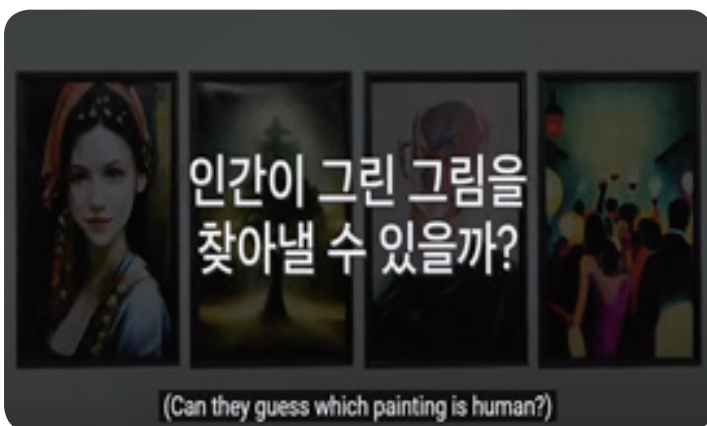 인간이 그린 그림을
찾아낼 수 있을까?
(Can they guess which painting is human?)